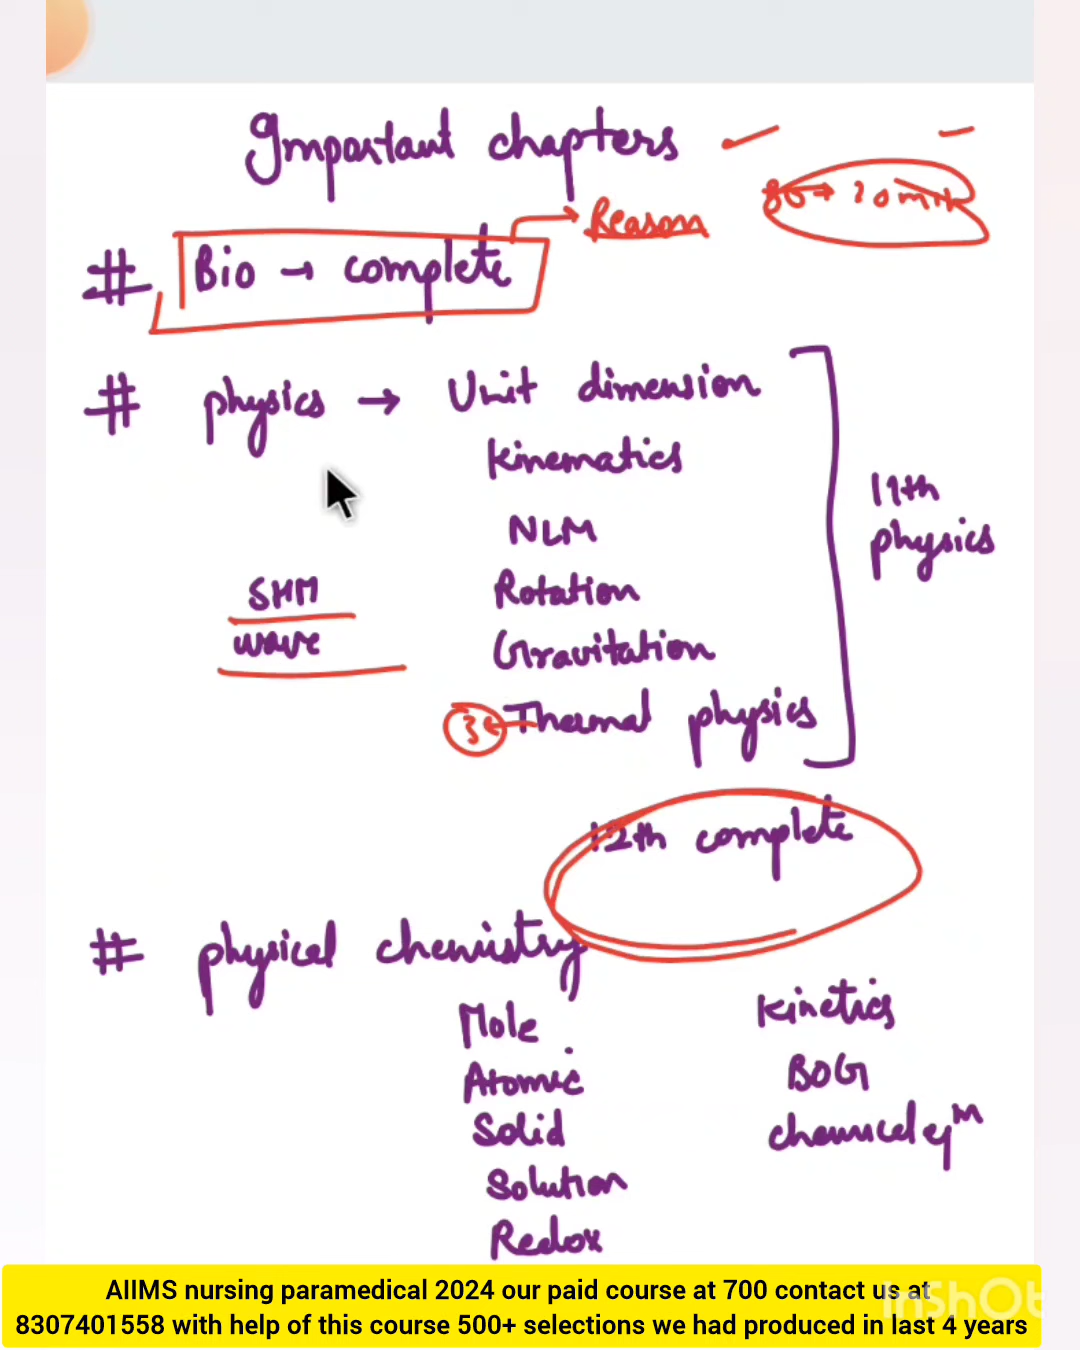 Important chapters
Reason
# Bio → complete
# physics → Unit dimension
Kinematics
NLM
Rotation
Gravitation
3 ← Thermal physics
11th
physics
SHM
wave
12th complete
# physical chemistry
Mole
Atomic
Solid
Solution
Redox
Kinetics
BOG
chemical eqm
AIIMS nursing paramedical 2024 our paid course at 700 contact us at
8307401558 with help of this course 500+ selections we had produced in last 4 years
InShOt